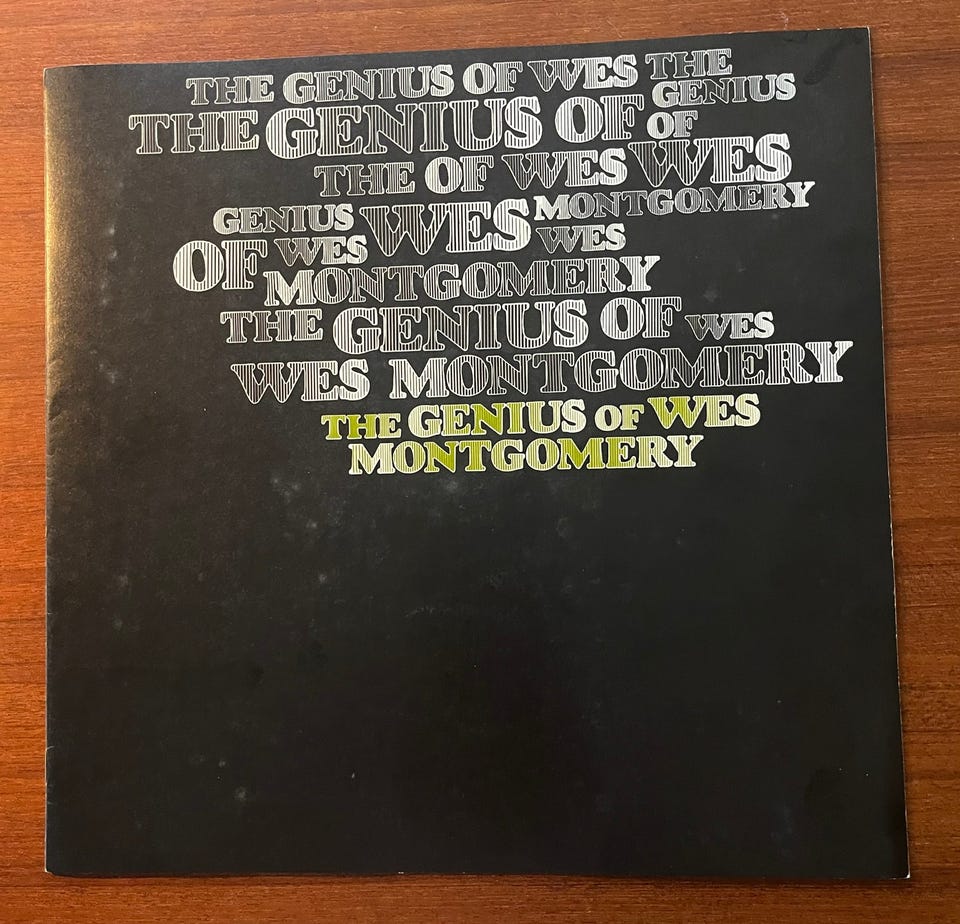 THE GENIUS OF WES THE
GENIUS
THE GENIUS OF OF
THE OF WES WES
GENIUS WES MONTGOMERY
OF WES WES
MONTGOMERY
THE GENIUS OF WES
WES MONTGOMERY
THE GENIUS OF WES
MONTGOMERY